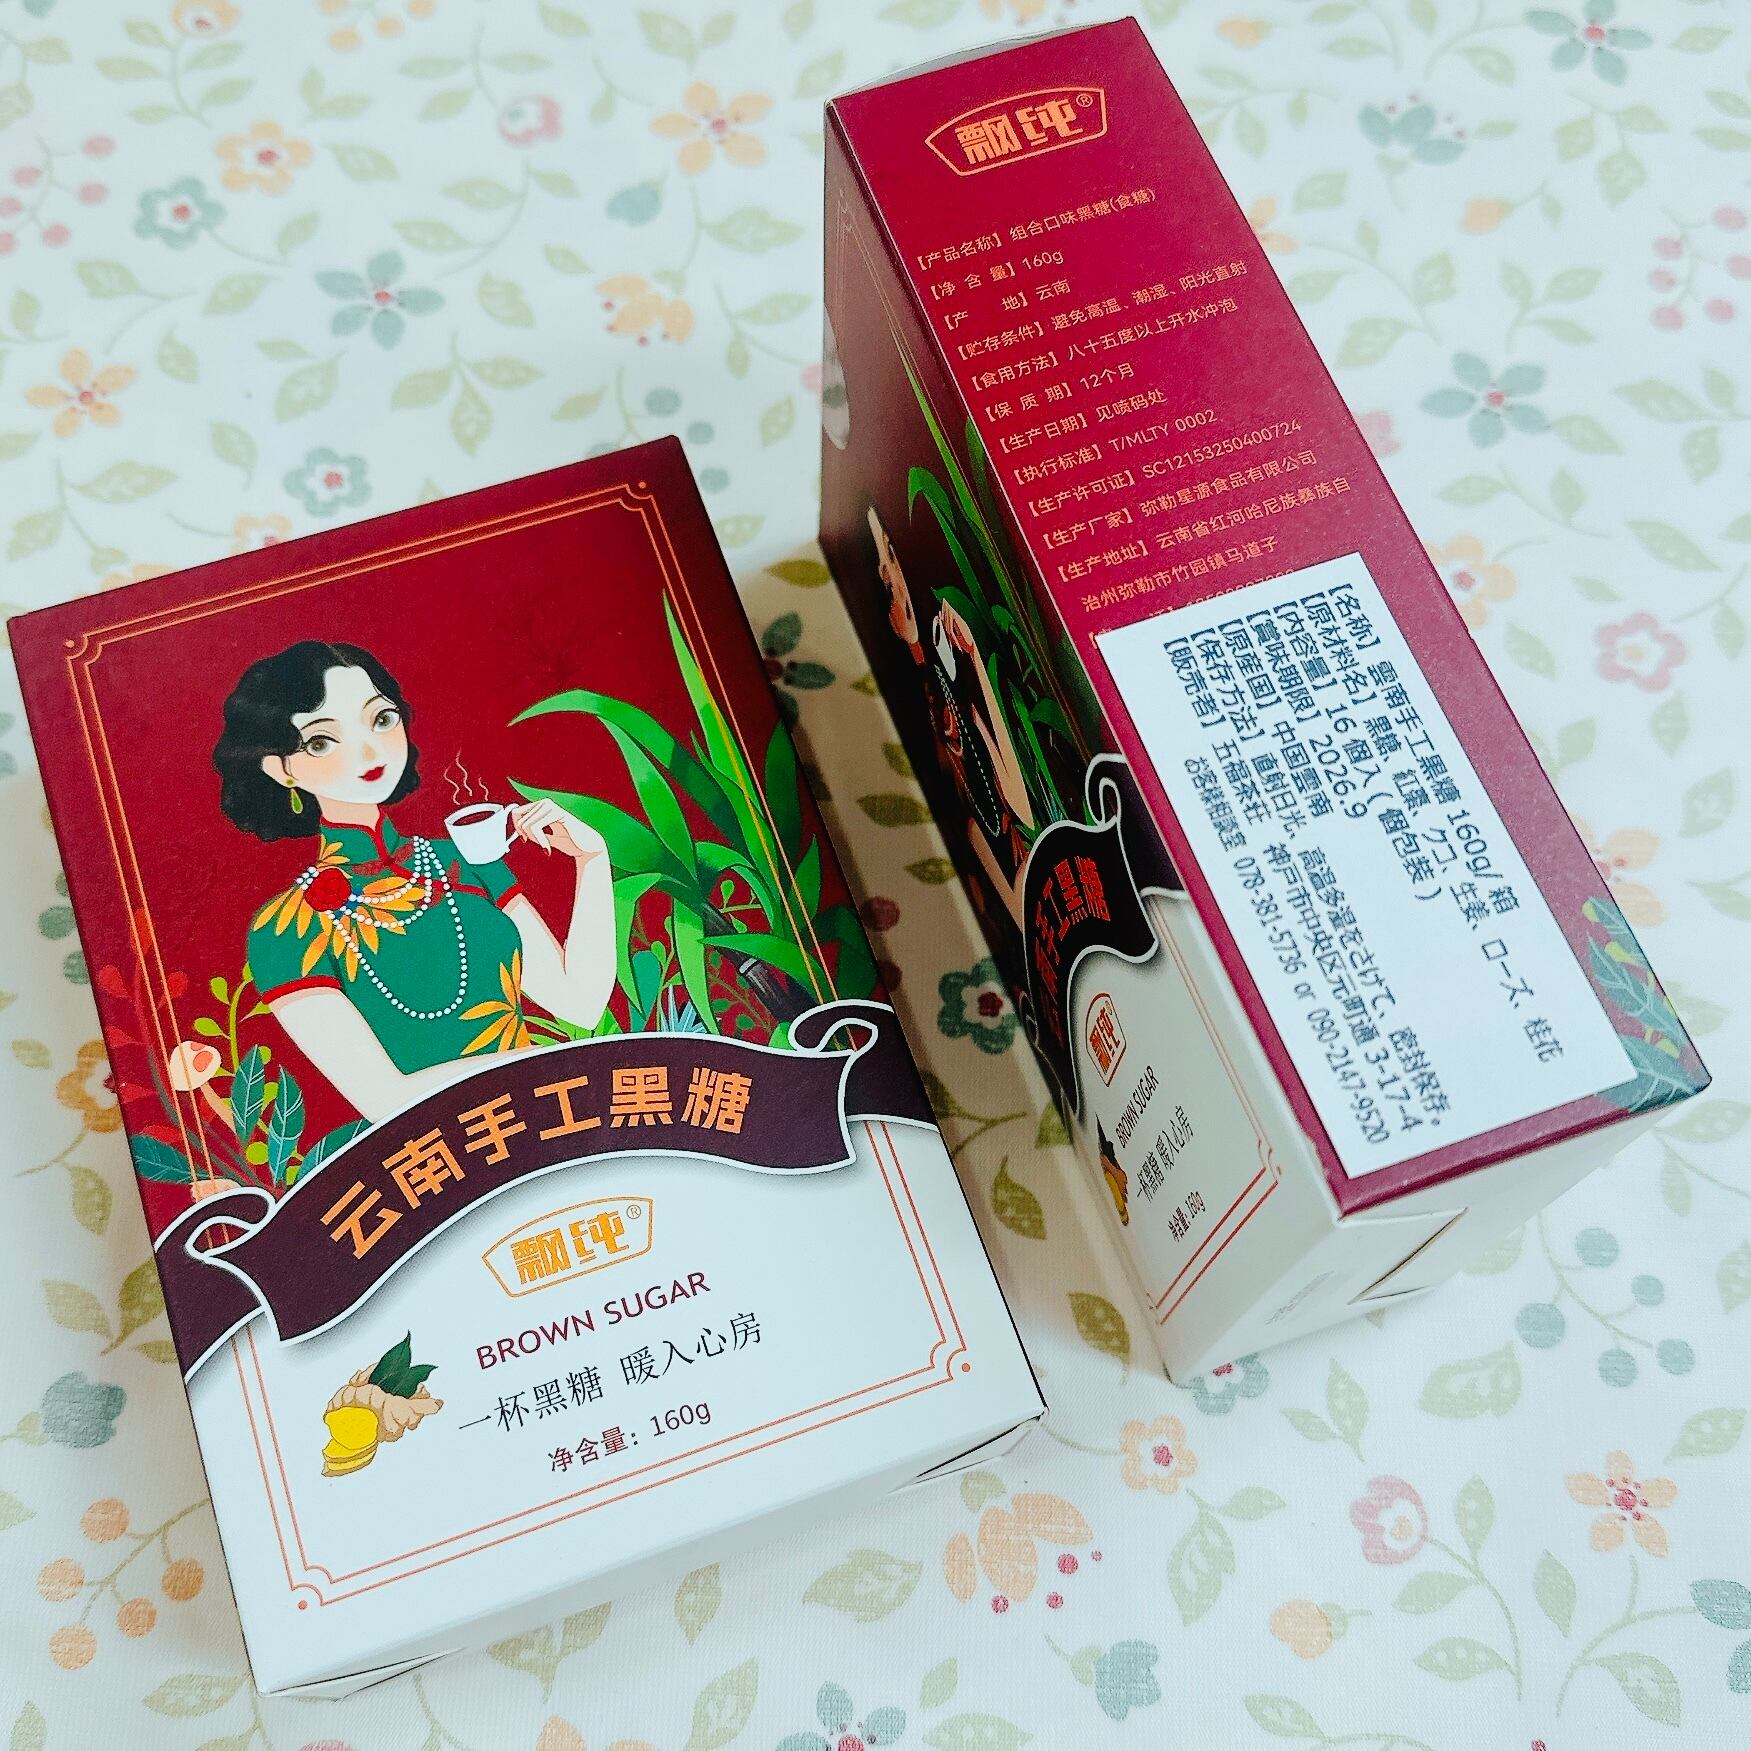 云南手工黑糖
飘纯®
BROWN SUGAR
一杯黑糖 暖入心房
净含量: 160g
飘纯®
【产品名称】组合口味黑糖(食糖)
【净 含 量】160g
【产 地】云南
【贮存条件】避免高温、潮湿、阳光直射
【食用方法】八十五度以上开水冲泡
【保 质 期】12个月
【生产日期】见喷码处
【执行标准】T/MLTY 0002
【生产许可证】SC12153250400724
【生产厂家】弥勒星源食品有限公司
【生产地址】云南省红河哈尼族彝族自
治州弥勒市竹园镇马道子
【名称】 雲南手工黒糖 160g/ 箱
【原材料名】 黒糖、紅棗、クコ、生姜、ローズ、桂花
【内容量】 16 個入 ( 個包装 )
【賞味期限】 2026.9
【原産国】 中国雲南
【保存方法】 直射日光、高温多湿をさけて、密封保存。
【販売者】 五福茶荘 神戸市中央区元町通 3-17-4
お客様相談室 078-381-5736 or 090-2147-9520
南手工黑糖
飘纯
BROWN SUGAR
一杯黑糖 暖入心房
净含量: 160g